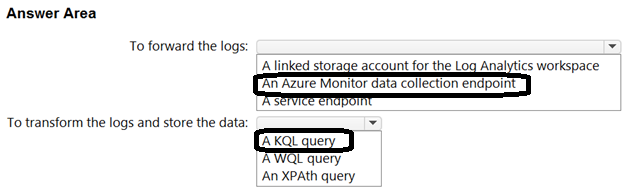 Answer Area
To forward the logs:
A linked storage account for the Log Analytics workspace
An Azure Monitor data collection endpoint
A service endpoint
To transform the logs and store the data:
A KQL query
A WQL query
An XPAth query